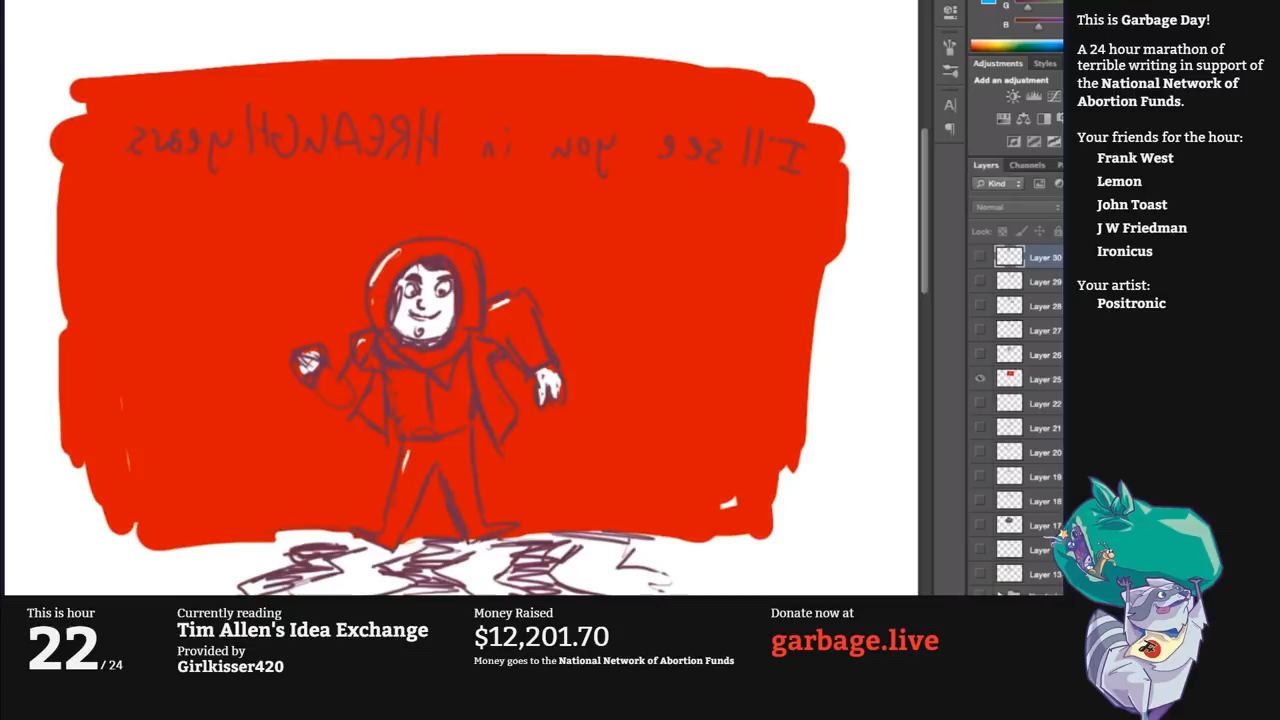 I'll see you in HREAUGH years
G
B
Adjustments
Styles
Add an adjustment
Layers
Channels
Kind
Normal
Lock:
Layer 30
Layer 29
Layer 28
Layer 27
Layer 26
Layer 25
Layer 22
Layer 21
Layer 20
Layer 19
Layer 18
Layer 17
Layer
Layer 13
This is Garbage Day!
A 24 hour marathon of
terrible writing in support of
the National Network of
Abortion Funds.
Your friends for the hour:
Frank West
Lemon
John Toast
J W Friedman
Ironicus
Your artist:
Positronic
This is hour
22 / 24
Currently reading
Tim Allen's Idea Exchange
Provided by
Girlkisser420
Money Raised
$12,201.70
Money goes to the National Network of Abortion Funds
Donate now at
garbage.live